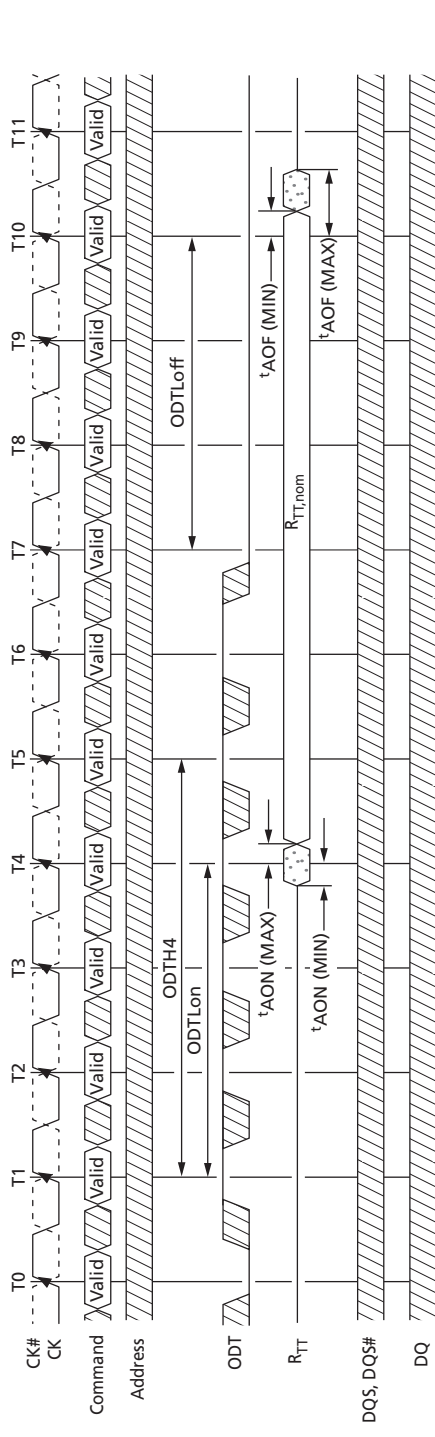 T0 T1 T2 T3 T4 T5 T6 T7 T8 T9 T10 T11
CK#
CK
Command Valid Valid Valid Valid Valid Valid Valid Valid Valid Valid Valid Valid
Address
ODTH4
ODTLon
ODTLoff
ODT
tAON (MAX)
tAOF (MIN)
RTT
RTT,nom
tAON (MIN)
tAOF (MAX)
DQS, DQS#
DQ